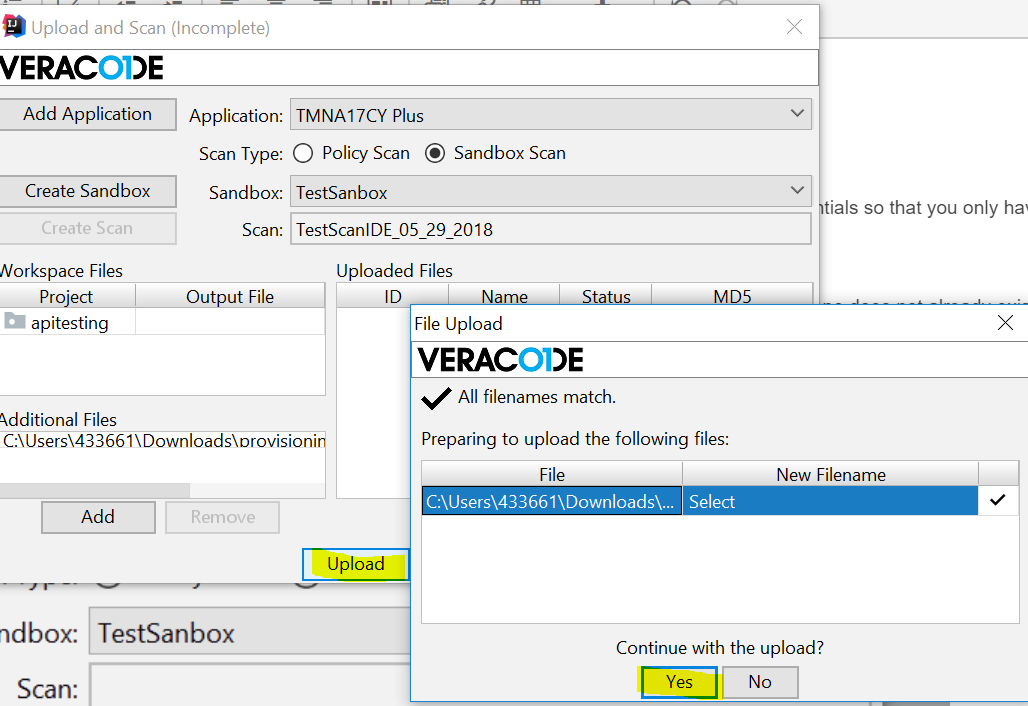 Upload and Scan (Incomplete)
VERACODE
Add Application
Application: TMNA17CY Plus
Scan Type: Policy Scan Sandbox Scan
Create Sandbox
Sandbox: TestSanbox
ntials so that you only hav
Create Scan
Scan: TestScanIDE_05_29_2018
Workspace Files
Uploaded Files
Project Output File
ID Name Status MD5
does not already exis
apitesting
File Upload
VERACODE
All filenames match.
Additional Files
C:\Users\433661\Downloads\provisionin
Preparing to upload the following files:
File New Filename
C:\Users\433661\Downloads\... Select
Add Remove
Upload
ndbox: TestSanbox
Scan:
Continue with the upload?
Yes No